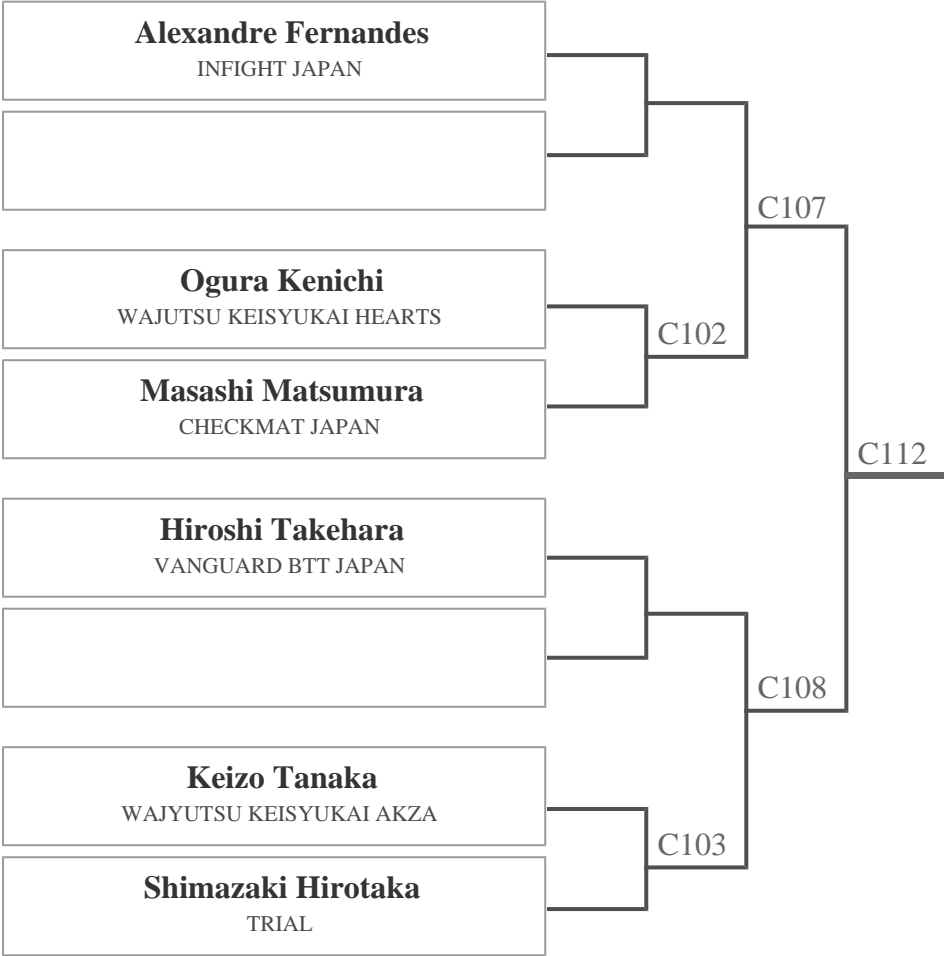 Alexandre Fernandes
INFIGHT JAPAN
C107
Ogura Kenichi
WAJUTSU KEISYUKAI HEARTS
C102
Masashi Matsumura
CHECKMAT JAPAN
C112
Hiroshi Takehara
VANGUARD BTT JAPAN
C108
Keizo Tanaka
WAJYUTSU KEISYUKAI AKZA
C103
Shimazaki Hirotaka
TRIAL